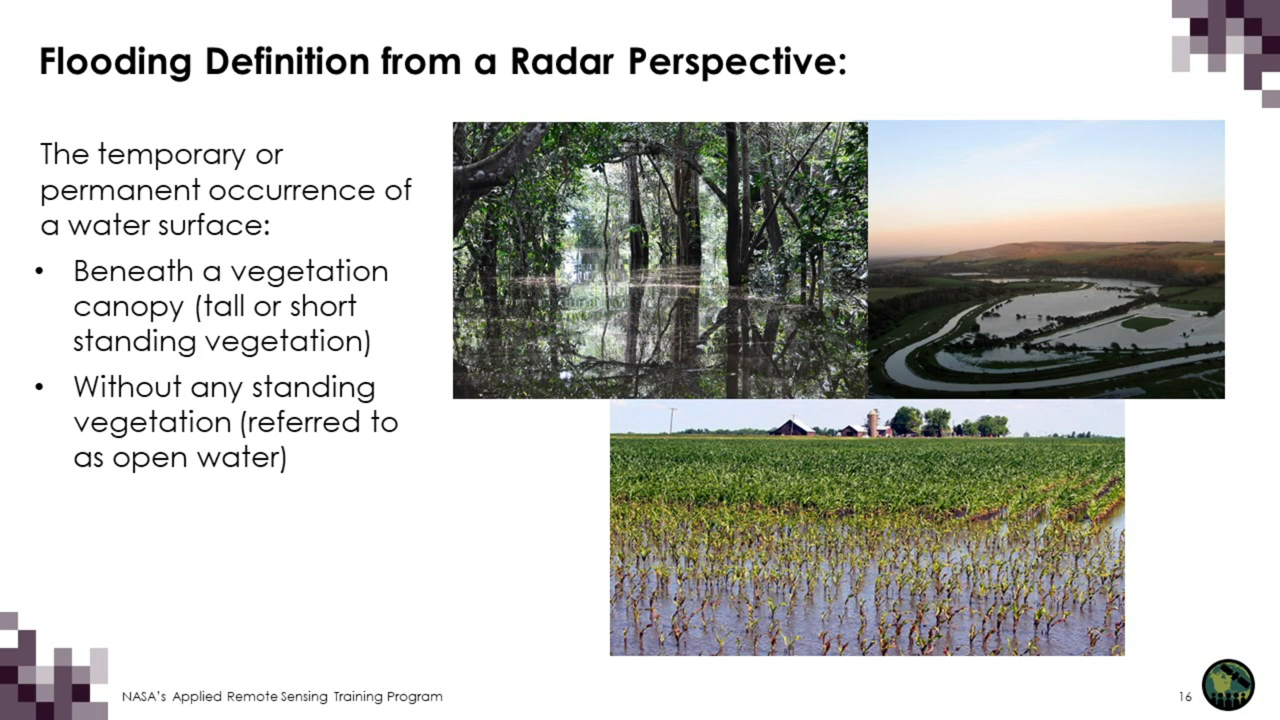 Flooding Definition from a Radar Perspective:
The temporary or
permanent occurrence of
a water surface:
• Beneath a vegetation
canopy (tall or short
standing vegetation)
• Without any standing
vegetation (referred to
as open water)
NASA's Applied Remote Sensing Training Program
16